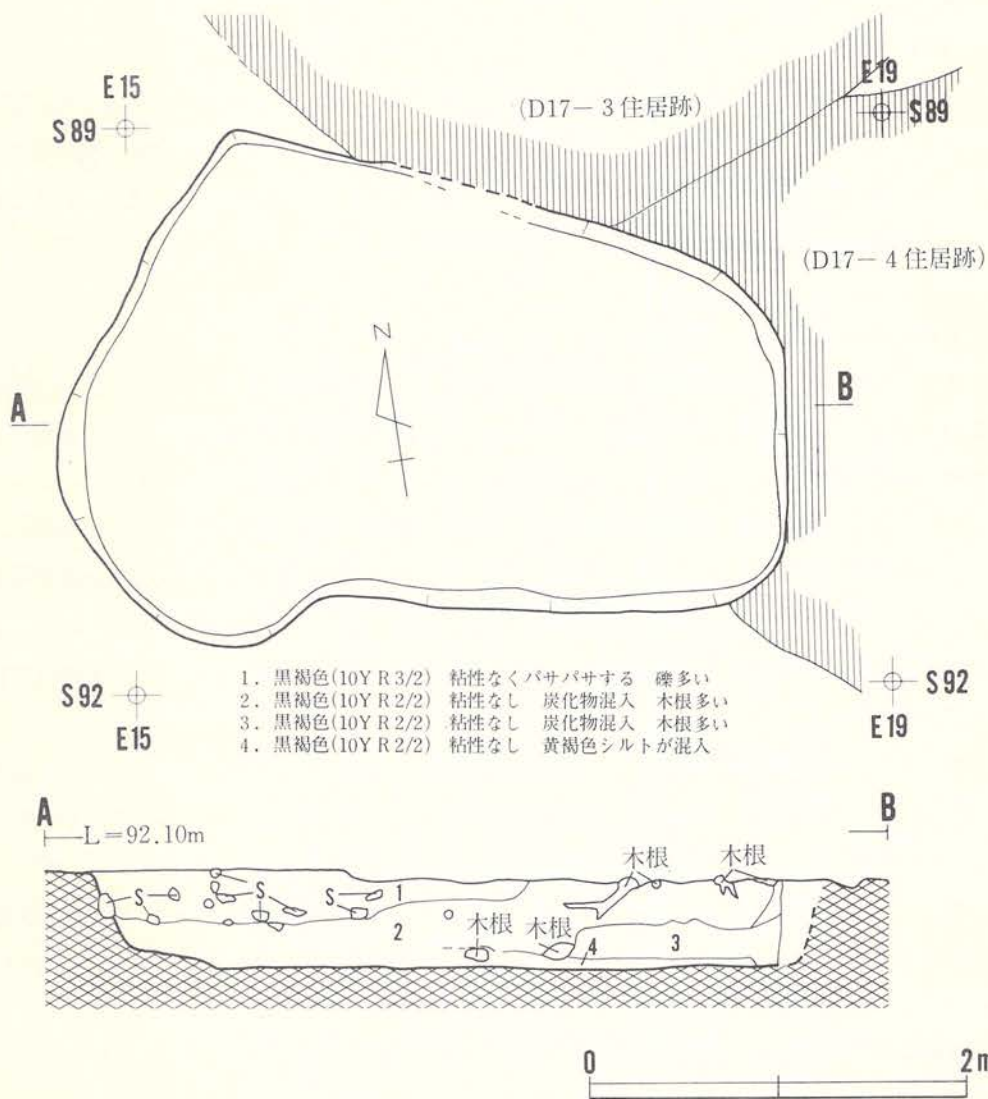 E15
S89
(D17-3住居跡)
E19
S89
(D17-4住居跡)
N
A
B
1. 黒褐色(10YR3/2) 粘性なくバサバサする 礫多い
2. 黒褐色(10YR2/2) 粘性なし 炭化物混入 木根多い
3. 黒褐色(10YR2/2) 粘性なし 炭化物混入 木根多い
4. 黒褐色(10YR2/2) 粘性なし 黄褐色シルトが混入
S92
E15
S92
E19
A
B
L=92.10m
木根
木根
S
S
S
S
1
2
木根
木根
4
3
0
2m